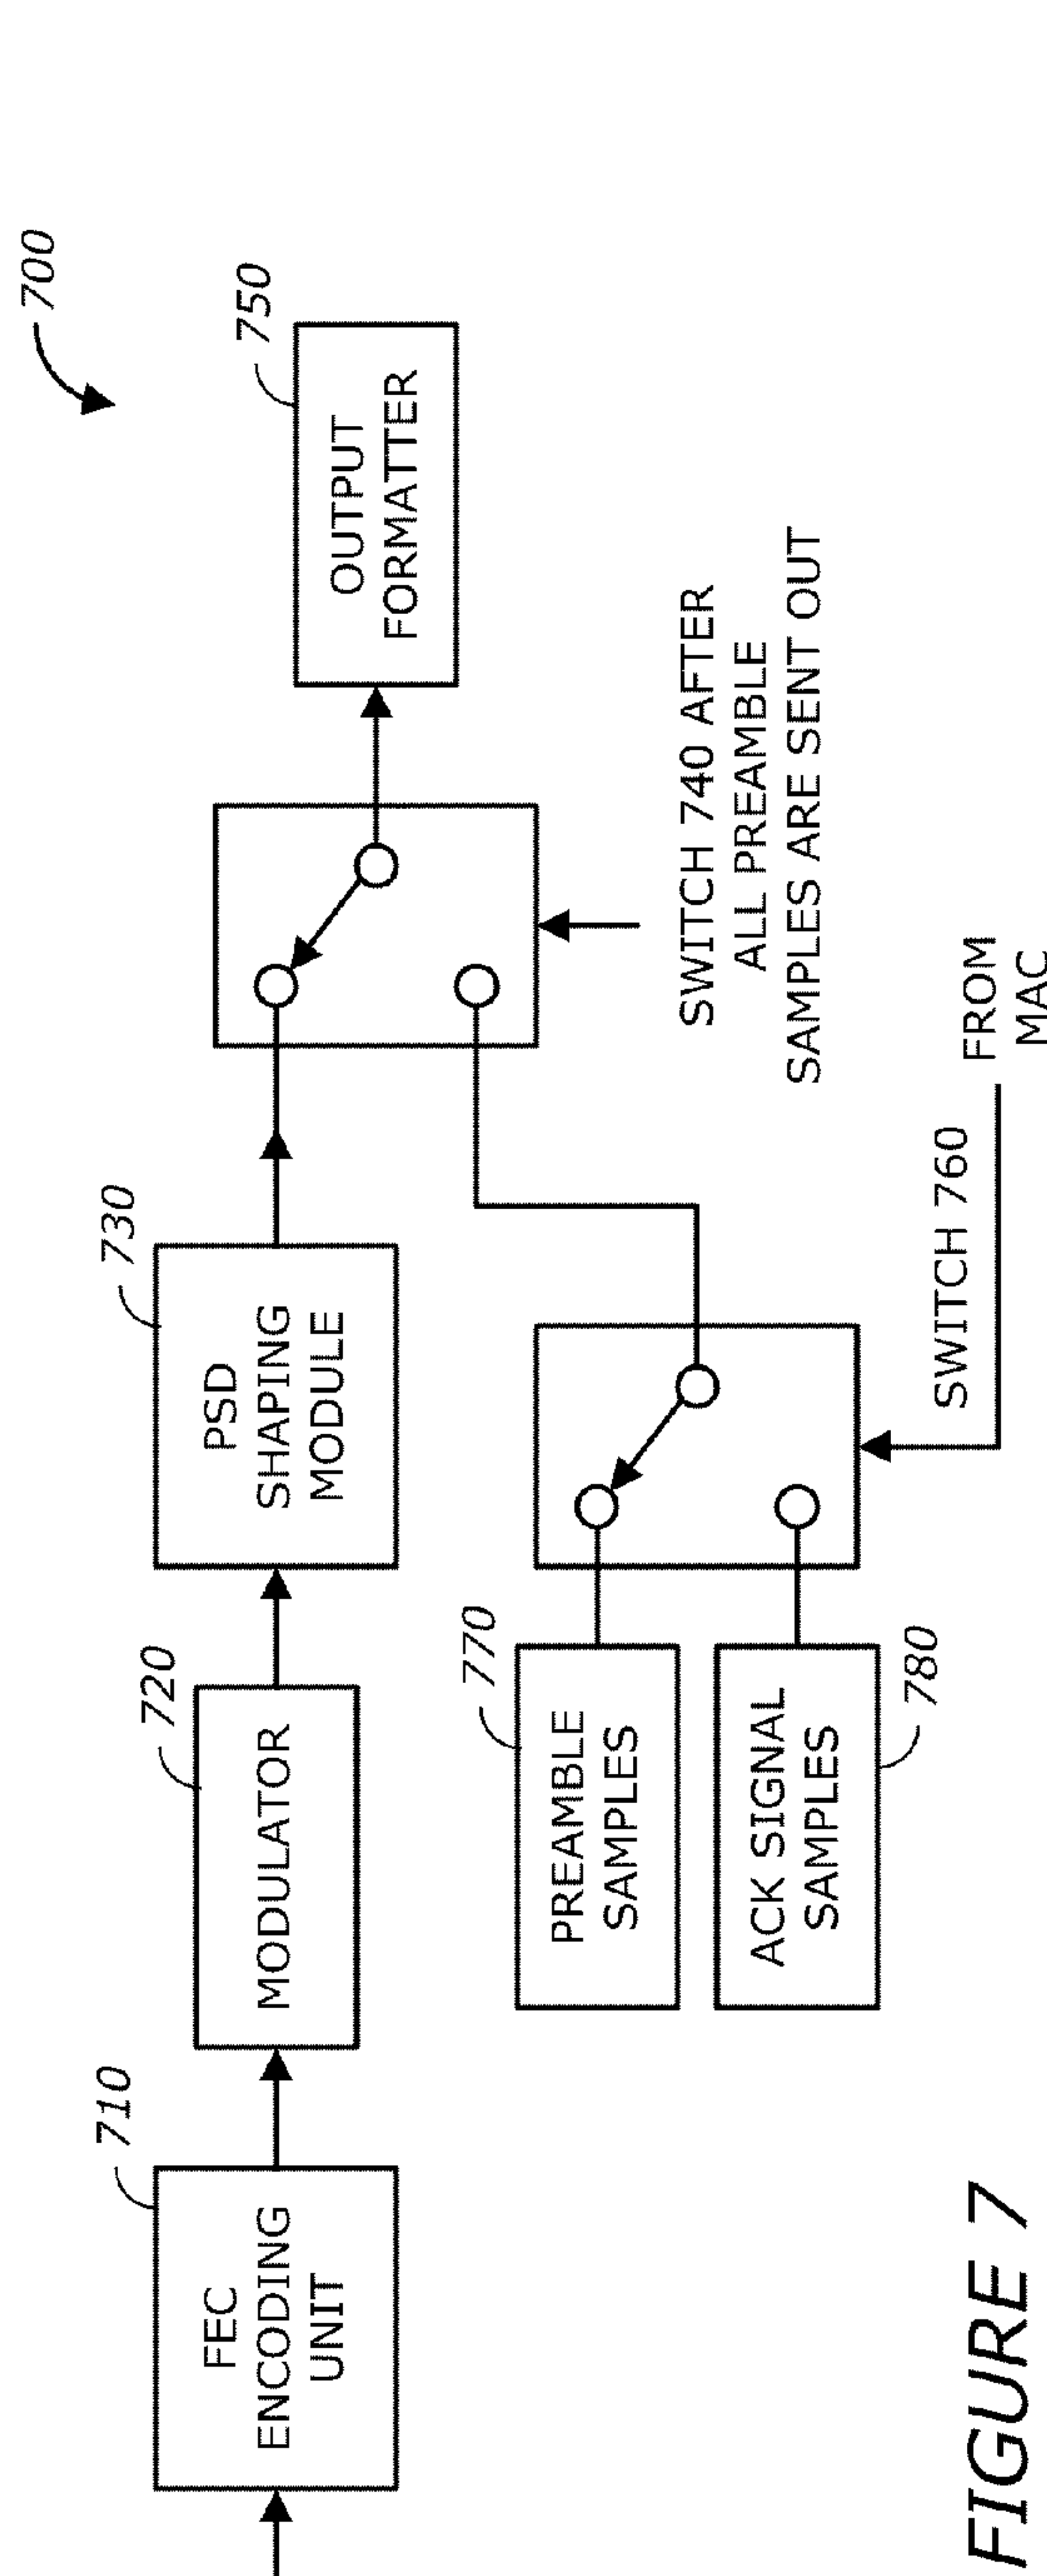 700
710
FEC
ENCODING
UNIT
720
MODULATOR
730
PSD
SHAPING
MODULE
750
OUTPUT
FORMATTER
SWITCH 740 AFTER
ALL PREAMBLE
SAMPLES ARE SENT OUT
770
PREAMBLE
SAMPLES
ACK SIGNAL
SAMPLES
780
SWITCH 760
FROM
MAC
FIGURE 7